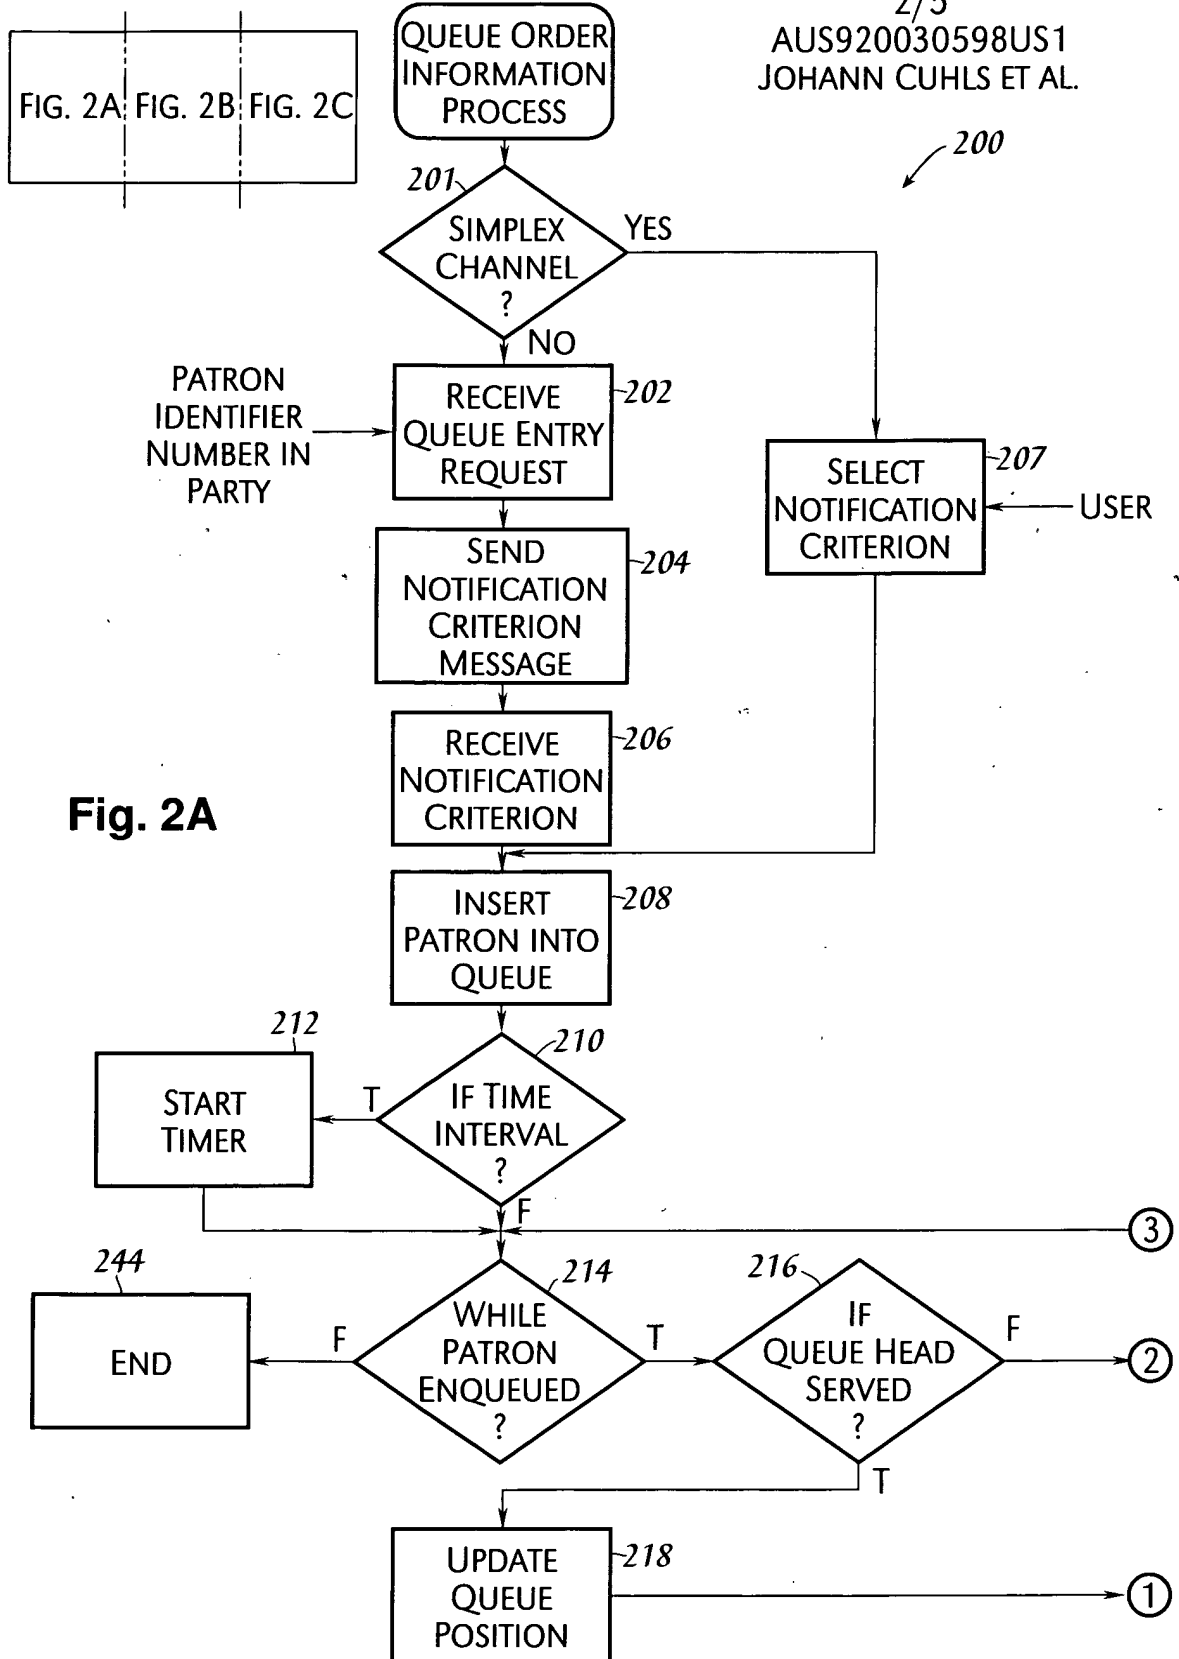 2/5
AUS920030598US1
JOHANN CUHLS ET AL.
FIG. 2A FIG. 2B FIG. 2C
QUEUE ORDER
INFORMATION
PROCESS
200
201
SIMPLEX
CHANNEL
?
YES
NO
PATRON
IDENTIFIER
NUMBER IN
PARTY
RECEIVE
QUEUE ENTRY
REQUEST
202
SELECT
NOTIFICATION
CRITERION
207
USER
SEND
NOTIFICATION
CRITERION
MESSAGE
204
RECEIVE
NOTIFICATION
CRITERION
206
Fig. 2A
INSERT
PATRON INTO
QUEUE
208
212
START
TIMER
T
IF TIME
INTERVAL
?
210
F
3
244
END
F
WHILE
PATRON
ENQUEUED
?
214
T
216
IF
QUEUE HEAD
SERVED
?
F
2
T
UPDATE
QUEUE
POSITION
218
1